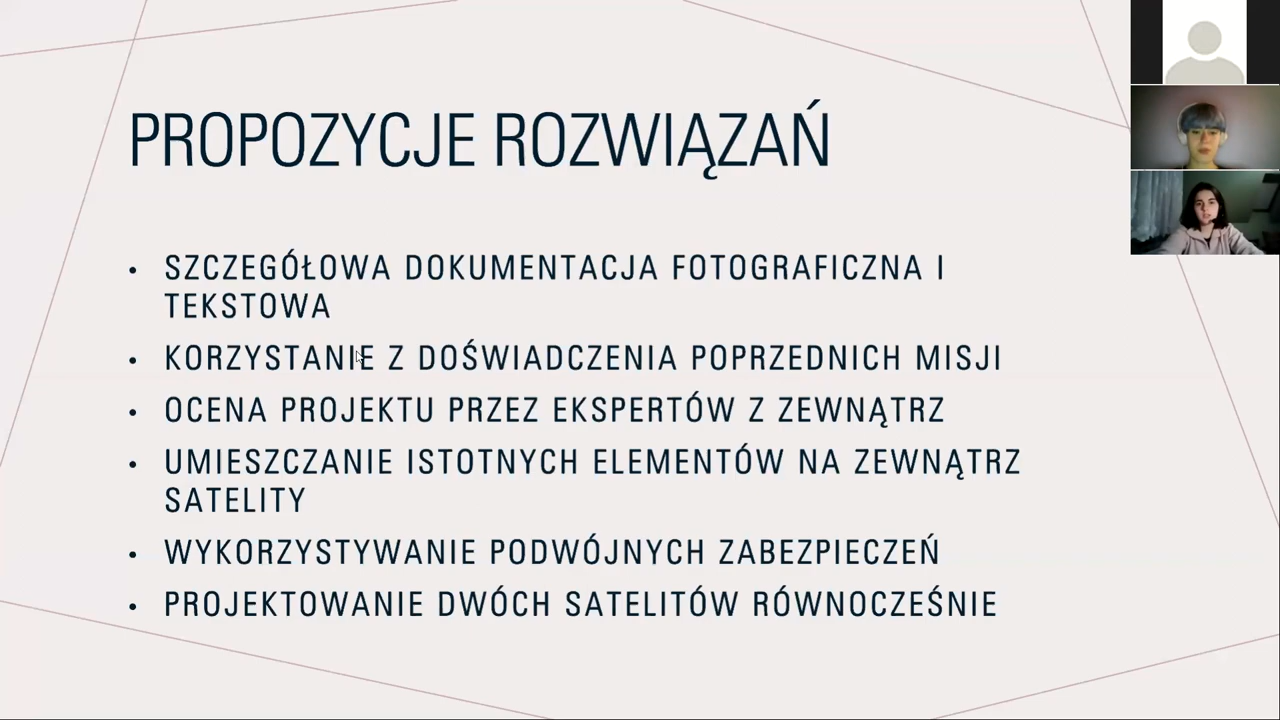 PROPOZYCJE ROZWIĄZAŃ
• SZCZEGÓŁOWA DOKUMENTACJA FOTOGRAFICZNA I
TEKSTOWA
• KORZYSTANIE Z DOŚWIADCZENIA POPRZEDNICH MISJI
• OCENA PROJEKTU PRZEZ EKSPERTÓW Z ZEWNĄTRZ
• UMIESZCZANIE ISTOTNYCH ELEMENTÓW NA ZEWNĄTRZ
SATELITY
• WYKORZYSTYWANIE PODWÓJNYCH ZABEZPIECZEŃ
• PROJEKTOWANIE DWÓCH SATELITÓW RÓWNOCZEŚNIE